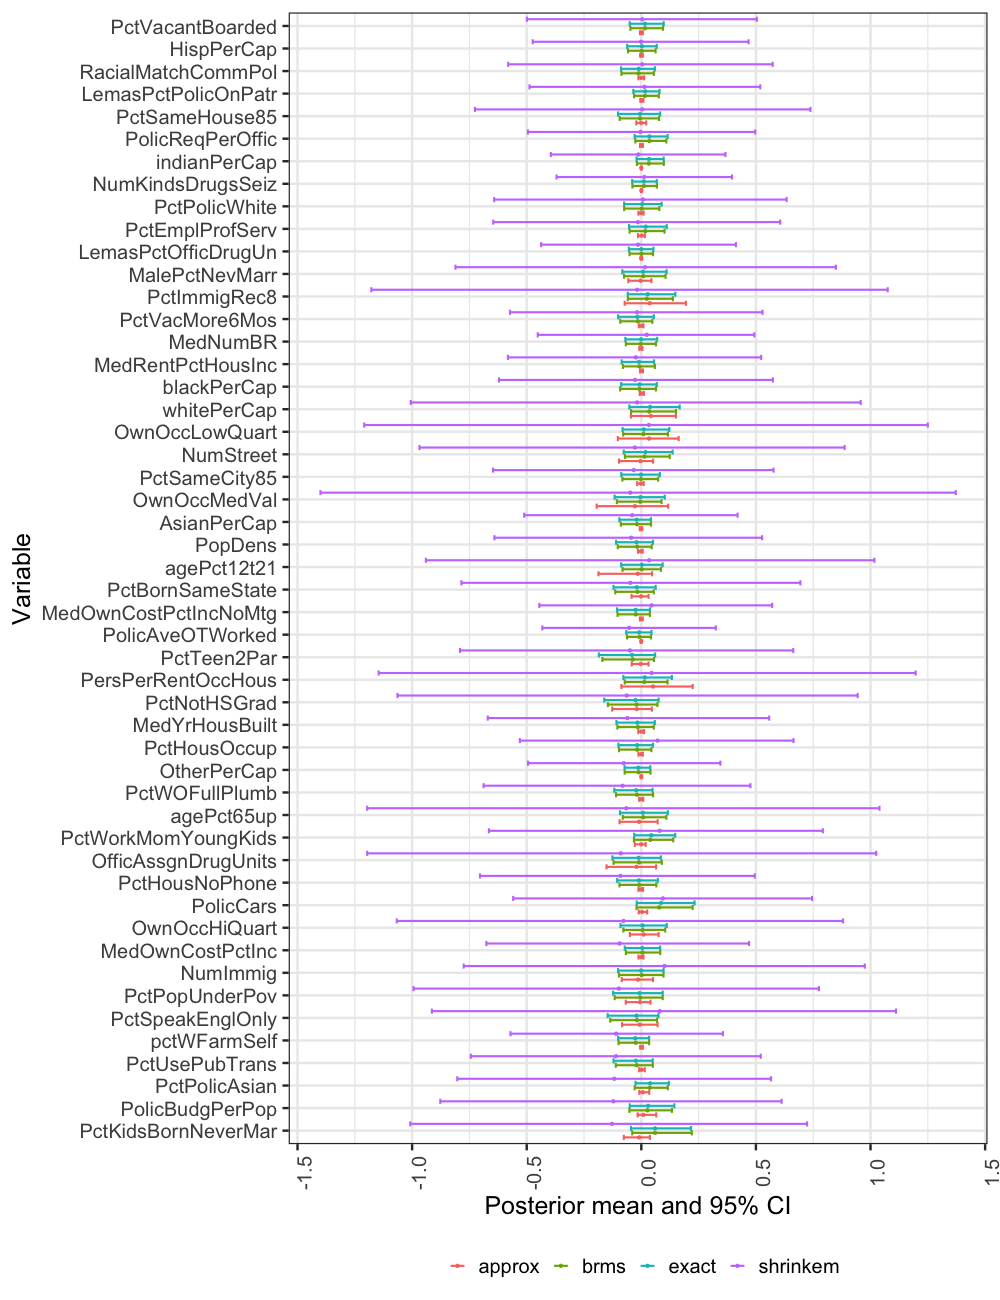 PctVacantBoarded
HispPerCap
RacialMatchCommPol
LemasPctPolicOnPatr
PctSameHouse85
PolicReqPerOffic
indianPerCap
NumKindsDrugsSeiz
PctPolicWhite
PctEmplProfServ
LemasPctOfficDrugUn
MalePctNevMarr
PctImmigRec8
PctVacMore6Mos
MedNumBR
MedRentPctHousInc
blackPerCap
whitePerCap
OwnOccLowQuart
NumStreet
PctSameCity85
OwnOccMedVal
AsianPerCap
PopDens
agePct12t21
PctBornSameState
MedOwnCostPctIncNoMtg
PolicAveOTWorked
PctTeen2Par
PersPerRentOccHous
PctNotHSGrad
MedYrHousBuilt
PctHousOccup
OtherPerCap
PctWOFullPlumb
agePct65up
PctWorkMomYoungKids
OfficAssgnDrugUnits
PctHousNoPhone
PolicCars
OwnOccHiQuart
MedOwnCostPctInc
NumImmig
PctPopUnderPov
PctSpeakEnglOnly
pctWFarmSelf
PctUsePubTrans
PctPolicAsian
PolicBudgPerPop
PctKidsBornNeverMar
Variable
-1.5 -1.0 -0.5 0.0 0.5 1.0 1.5
Posterior mean and 95% CI
approx brms exact shrinkem